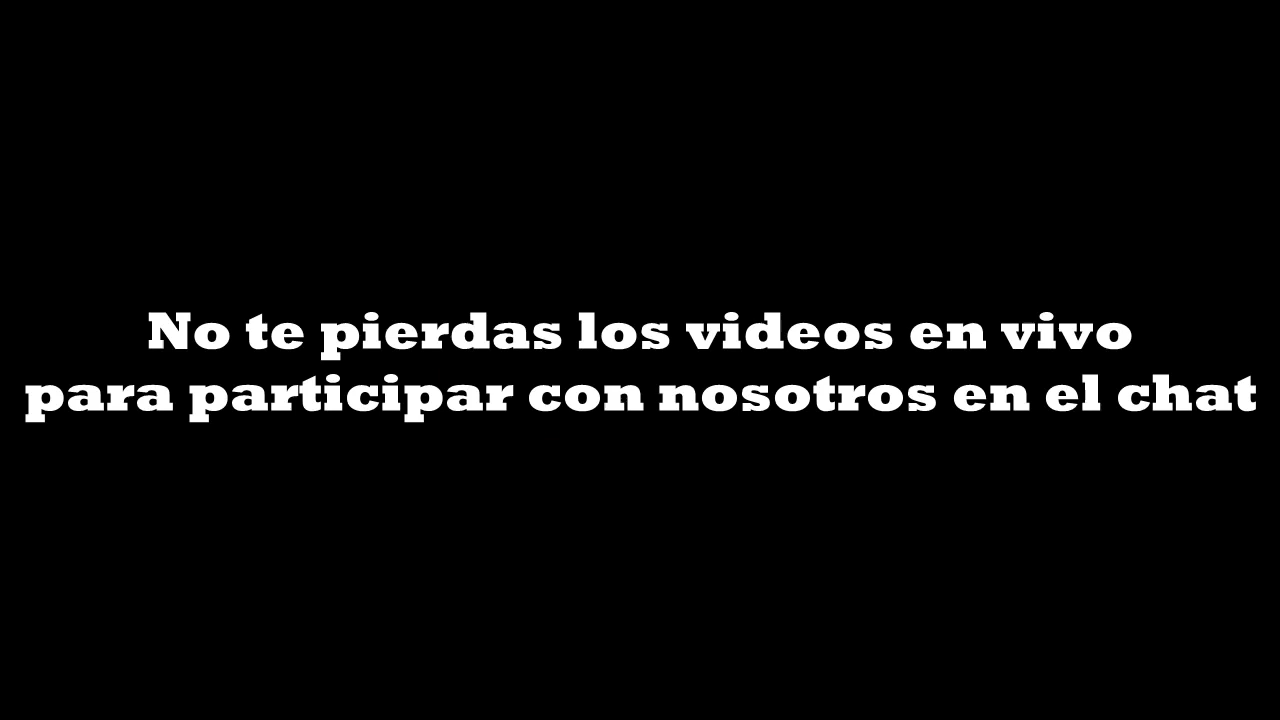 No te pierdas los videos en vivo
para participar con nosotros en el chat